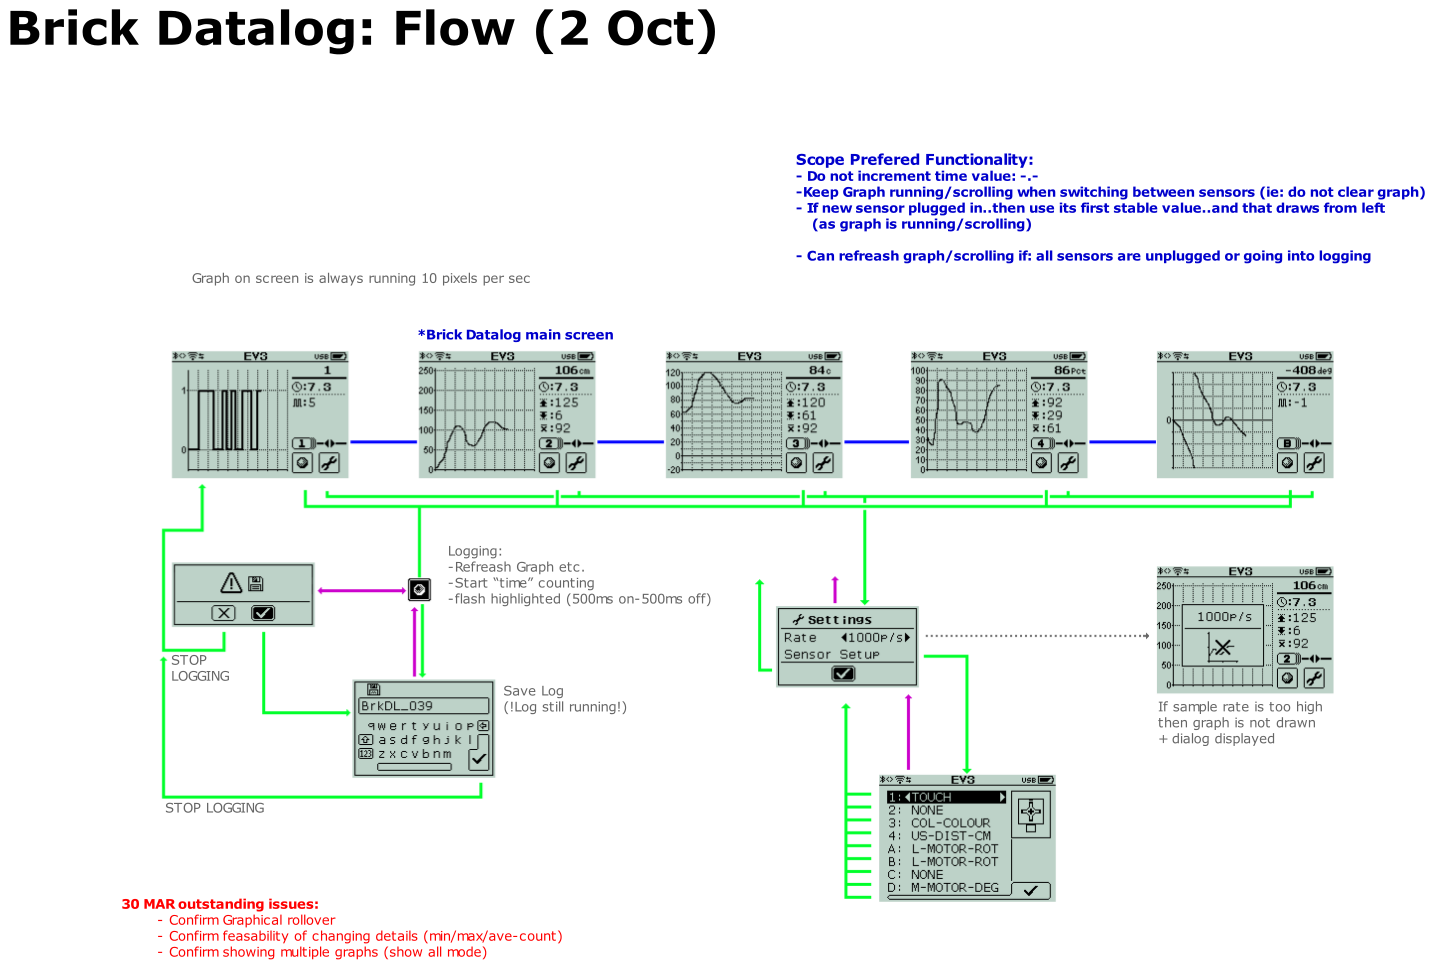 Brick Datalog: Flow (2 Oct)
Scope Prefered Functionality:
- Do not increment time value: -.-
-Keep Graph running/scrolling when switching between sensors (ie: do not clear graph)
- If new sensor plugged in..then use its first stable value..and that draws from left
(as graph is running/scrolling)
- Can refreash graph/scrolling if: all sensors are unplugged or going into logging
Graph on screen is always running 10 pixels per sec
*Brick Datalog main screen
EV3 USB
1
:7.3
:5
1
0
1
EV3 USB
106cm
:7.3
:125
:6
:92
2
250
200
150
100
50
0
EV3 USB
84c
:7.3
:120
:61
:92
3
120
100
80
60
40
20
0
-20
EV3 USB
86Pct
:7.3
:92
:29
:61
4
100
90
80
70
60
50
40
30
20
10
0
EV3 USB
-408deg
:7.3
:-1
B
0
Logging:
-Refreash Graph etc.
-Start “time” counting
-flash highlighted (500ms on-500ms off)
STOP
LOGGING
BrkDL_039
qwertyuiop
asdfghjkl
123 zxcvbnm
Save Log
(!Log still running!)
STOP LOGGING
Settings
Rate 1000P/s
Sensor Setup
EV3 USB
106cm
:7.3
:125
:6
:92
2
250
200
150
100
50
0
1000P/s
If sample rate is too high
then graph is not drawn
+ dialog displayed
EV3 USB
1: TOUCH
2: NONE
3: COL-COLOUR
4: US-DIST-CM
A: L-MOTOR-ROT
B: L-MOTOR-ROT
C: NONE
D: M-MOTOR-DEG
30 MAR outstanding issues:
- Confirm Graphical rollover
- Confirm feasability of changing details (min/max/ave-count)
- Confirm showing multiple graphs (show all mode)